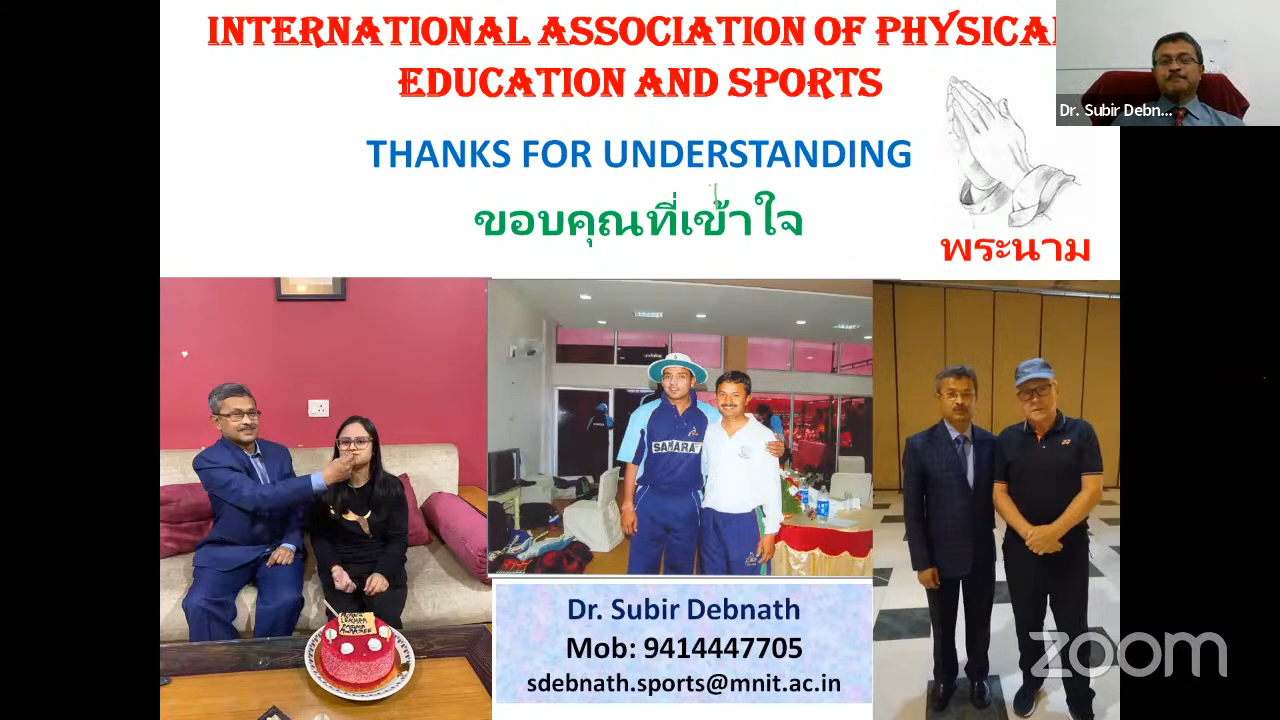 INTERNATIONAL ASSOCIATION OF PHYSICAL
EDUCATION AND SPORTS
Dr. Subir Debn...
THANKS FOR UNDERSTANDING
ขอบคุณที่เข้าใจ
พระนาม
SAHARA
Dr. Subir Debnath
Mob: 9414447705
sdebnath.sports@mnit.ac.in
zoom